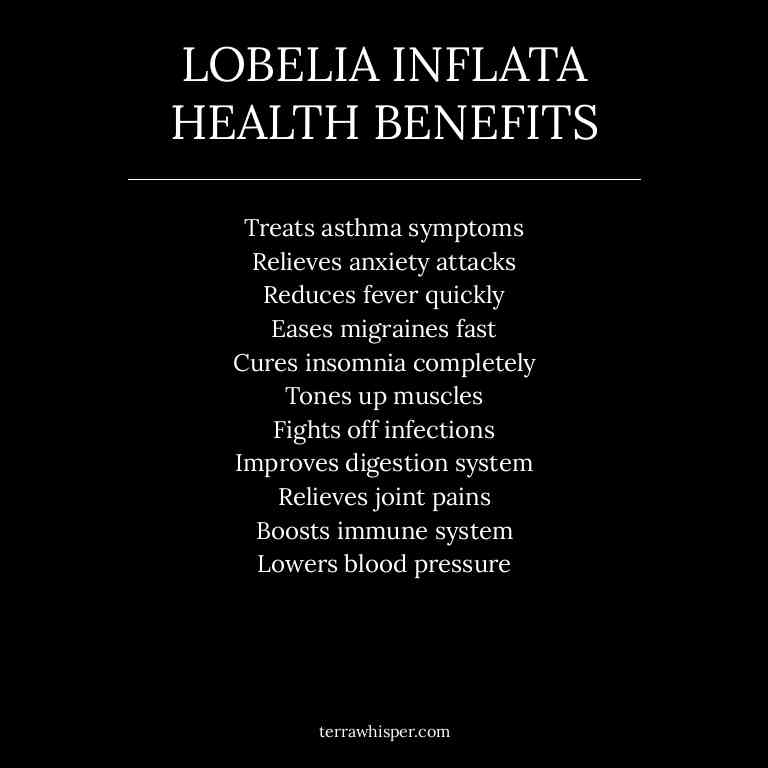 LOBELIA INFLATA
HEALTH BENEFITS
Treats asthma symptoms
Relieves anxiety attacks
Reduces fever quickly
Eases migraines fast
Cures insomnia completely
Tones up muscles
Fights off infections
Improves digestion system
Relieves joint pains
Boosts immune system
Lowers blood pressure
terrawhisper.com